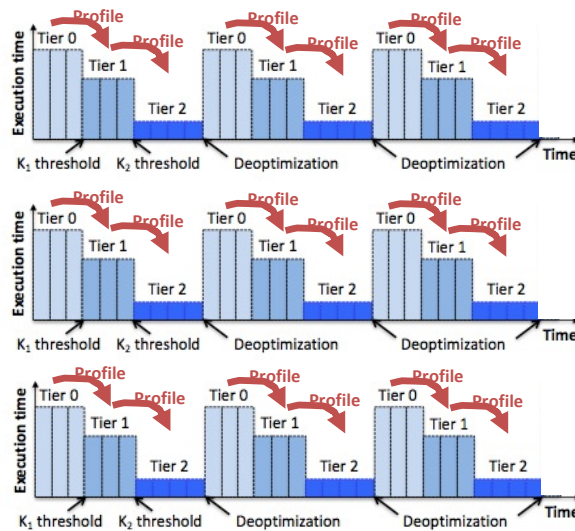 Profile Profile Profile
Tier 0 Profile Tier 0 Profile Tier 0 Profile
Tier 1 Tier 1 Tier 1
Tier 2 Tier 2 Tier 2
Execution time
Time
K1 threshold K2 threshold Deoptimization Deoptimization
Profile Profile Profile
Tier 0 Profile Tier 0 Profile Tier 0 Profile
Tier 1 Tier 1 Tier 1
Tier 2 Tier 2 Tier 2
Execution time
Time
K1 threshold K2 threshold Deoptimization Deoptimization
Profile Profile Profile
Tier 0 Profile Tier 0 Profile Tier 0 Profile
Tier 1 Tier 1 Tier 1
Tier 2 Tier 2 Tier 2
Execution time
Time
K1 threshold K2 threshold Deoptimization Deoptimization